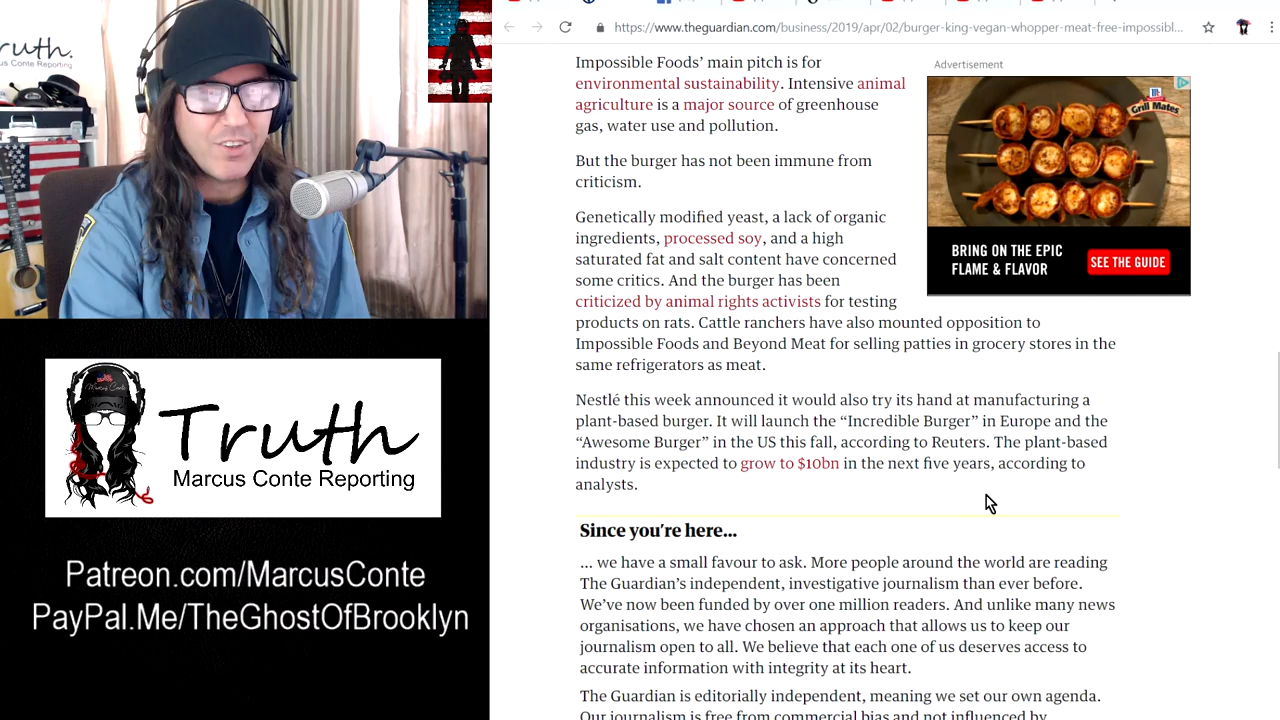 Truth.
us Conte Reporting
Truth
Marcus Conte Reporting
Patreon.com/MarcusConte
PayPal.Me/TheGhostOfBrooklyn
https://www.theguardian.com/business/2019/apr/02/burger-king-vegan-whopper-meat-free-impossibl...
Impossible Foods’ main pitch is for
environmental sustainability. Intensive animal
agriculture is a major source of greenhouse
gas, water use and pollution.
But the burger has not been immune from
criticism.
Genetically modified yeast, a lack of organic
ingredients, processed soy, and a high
saturated fat and salt content have concerned
some critics. And the burger has been
criticized by animal rights activists for testing
products on rats. Cattle ranchers have also mounted opposition to
Impossible Foods and Beyond Meat for selling patties in grocery stores in the
same refrigerators as meat.
Nestlé this week announced it would also try its hand at manufacturing a
plant-based burger. It will launch the “Incredible Burger” in Europe and the
“Awesome Burger” in the US this fall, according to Reuters. The plant-based
industry is expected to grow to $10bn in the next five years, according to
analysts.
Advertisement
Grill Mates
BRING ON THE EPIC
FLAME & FLAVOR
SEE THE GUIDE
Since you’re here...
... we have a small favour to ask. More people around the world are reading
The Guardian’s independent, investigative journalism than ever before.
We’ve now been funded by over one million readers. And unlike many news
organisations, we have chosen an approach that allows us to keep our
journalism open to all. We believe that each one of us deserves access to
accurate information with integrity at its heart.
The Guardian is editorially independent, meaning we set our own agenda.
Our journalism is free from commercial bias and not influenced by